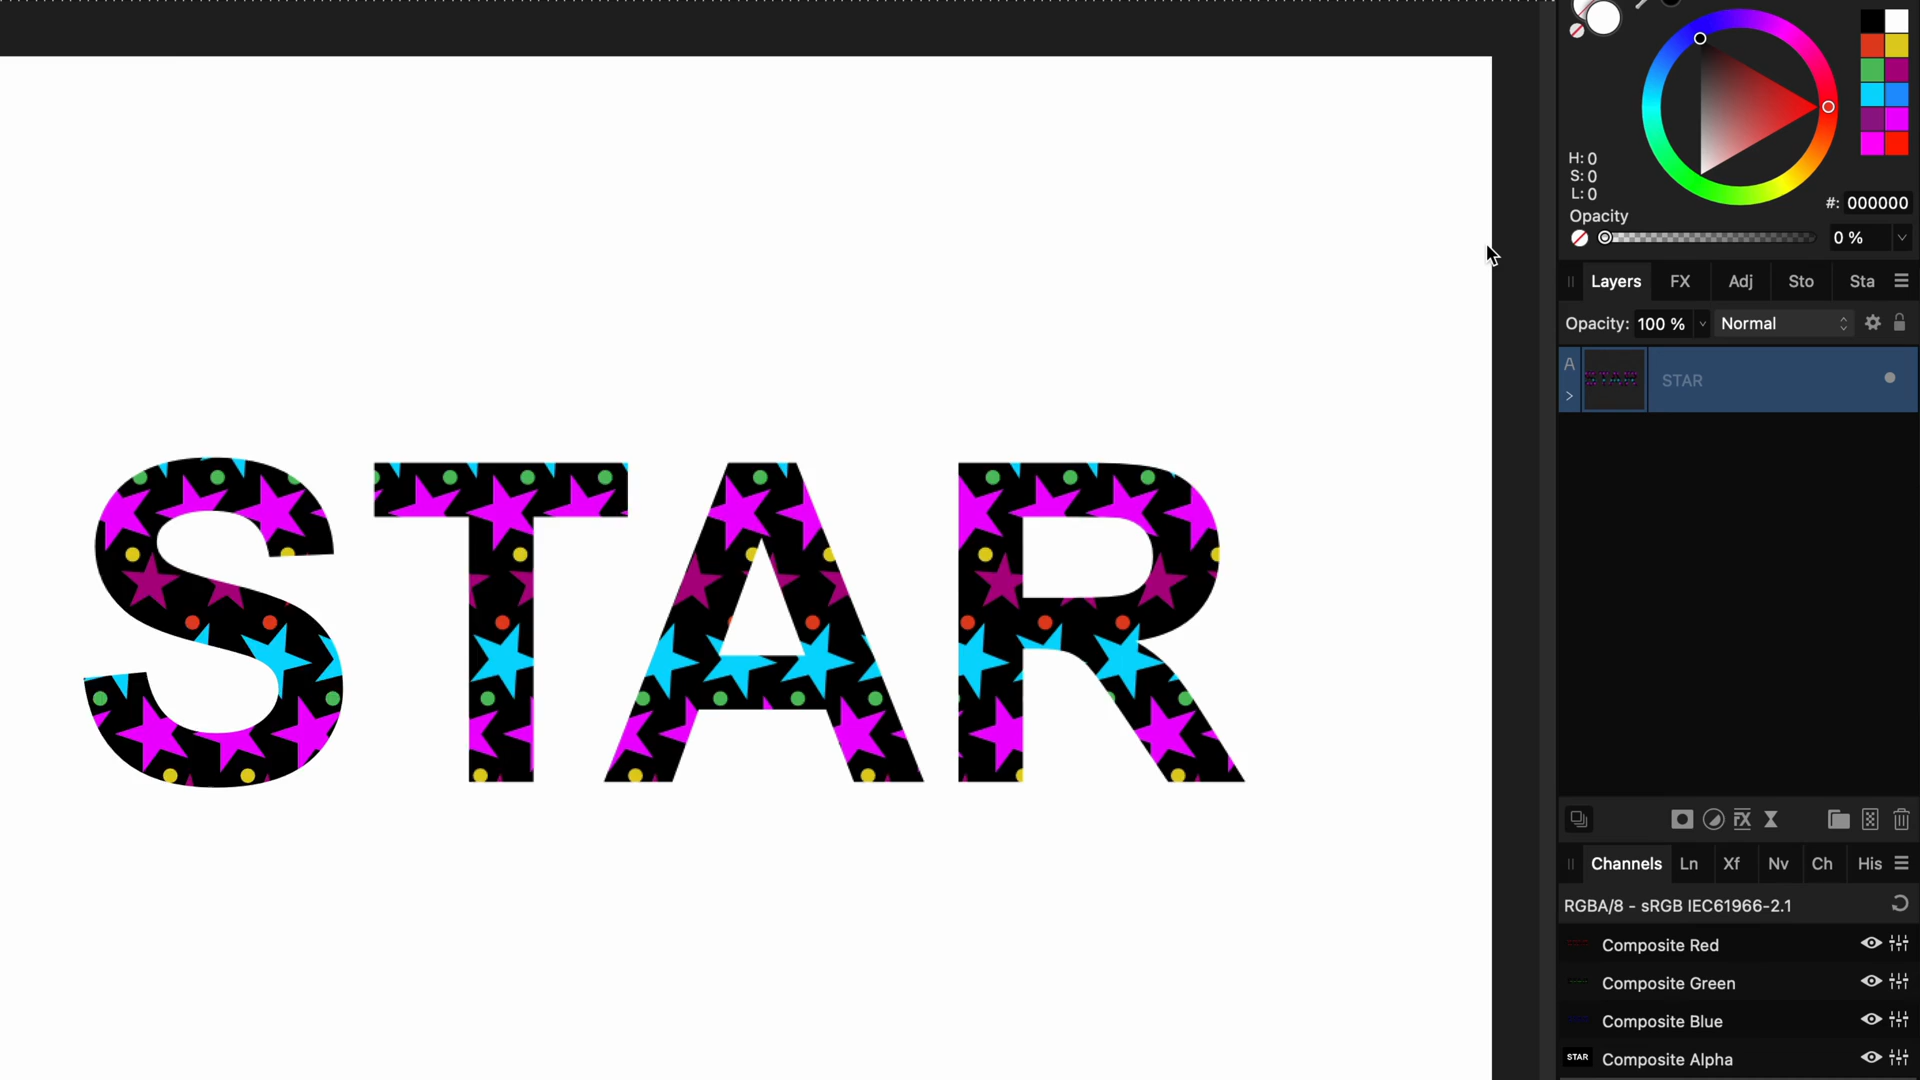 H: 0
S: 0
L: 0
#: 000000
Opacity
0 %
Layers FX Adj Sto Sta
Opacity: 100 % Normal
A STAR
STAR
FX
Channels Ln Xf Nv Ch His
RGBA/8 - sRGB IEC61966-2.1
Composite Red
Composite Green
Composite Blue
STAR Composite Alpha